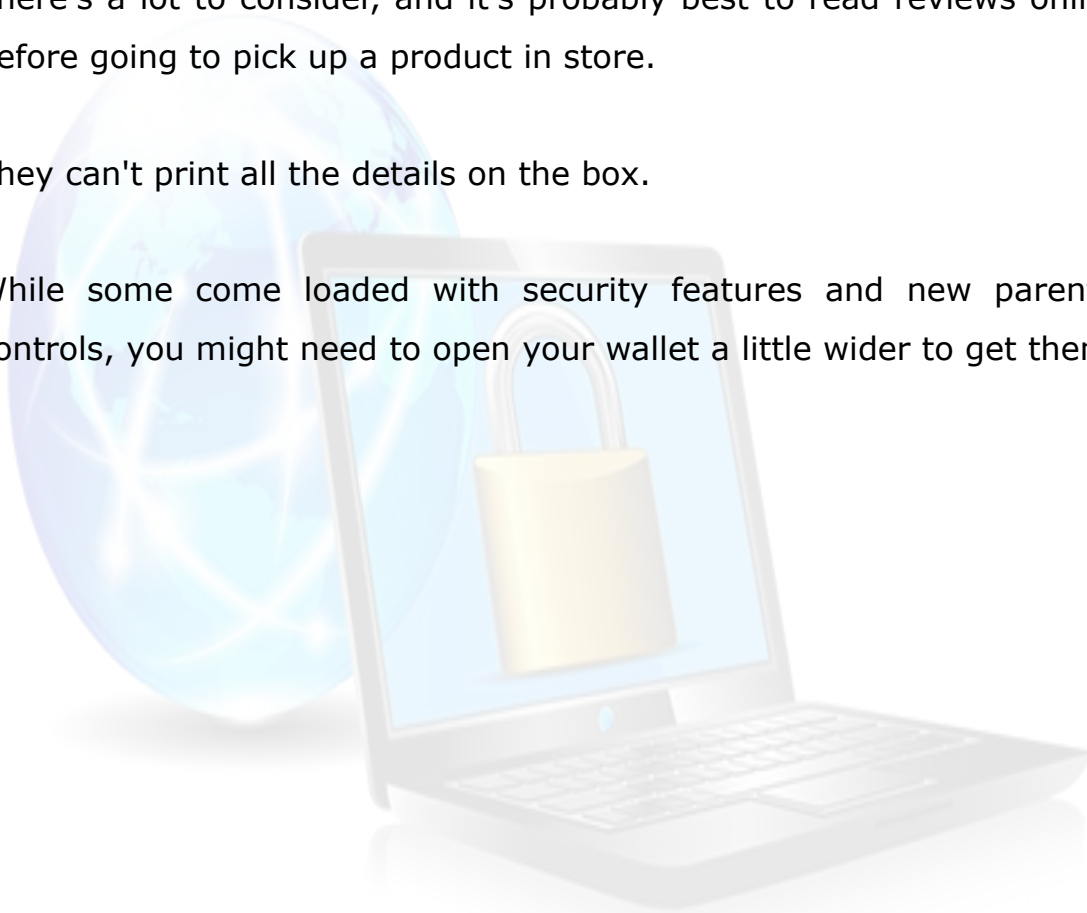 here's a lot to consider, and it's probably best to read reviews onli
efore going to pick up a product in store.
hey can't print all the details on the box.
While some come loaded with security features and new paren
ontrols, you might need to open your wallet a little wider to get them